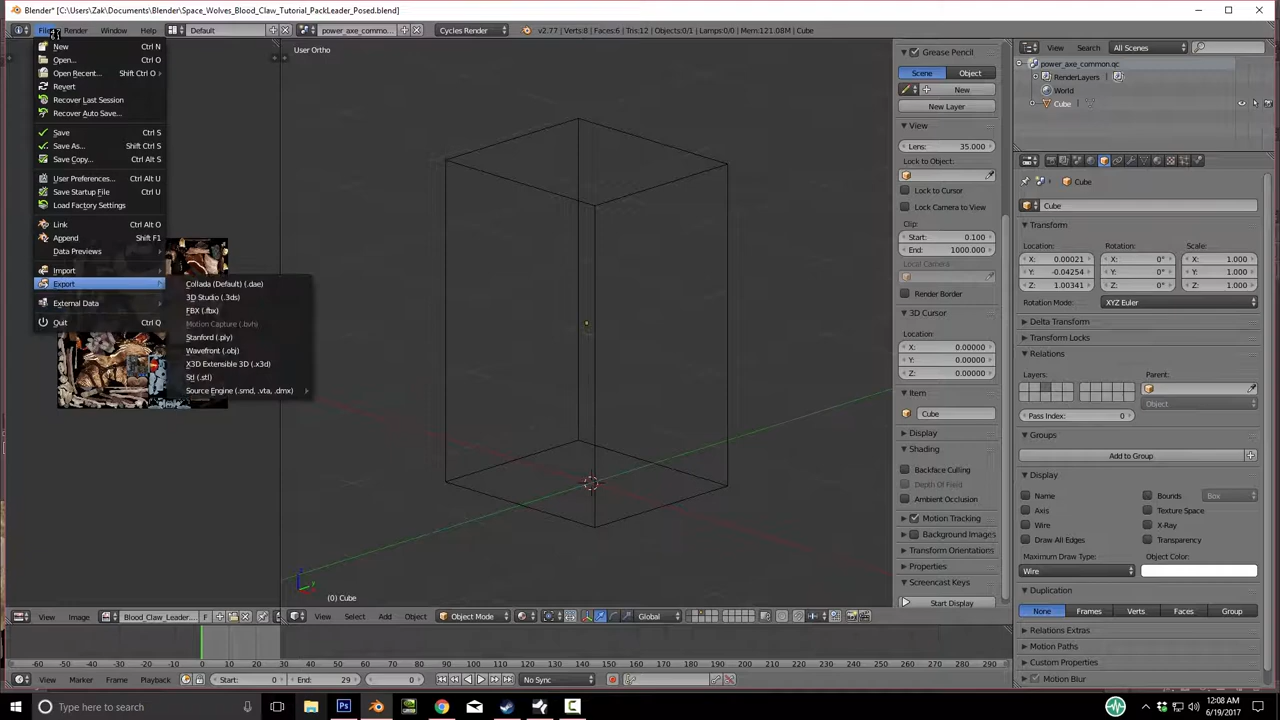 Blender* [C:\Users\Zak\Documents\Blender\Space_Wolves_Blood_Claw_Tutorial_PackLeader_Posed.blend]
File Render Window Help Default power_axe_commo... Cycles Render v2.77 | Verts:8 | Faces:6 | Tris:12 | Objects:0/1 | Lamps:0/0 | Mem:121.08M | Cube
New Ctrl N
Open... Ctrl O
Open Recent... Shift Ctrl O
Revert
Recover Last Session
Recover Auto Save...
Save Ctrl S
Save As... Shift Ctrl S
Save Copy... Ctrl Alt S
User Preferences... Ctrl Alt U
Save Startup File Ctrl U
Load Factory Settings
Link Ctrl Alt O
Append Shift F1
Data Previews
Import
Export
External Data
Quit Ctrl Q
Collada (Default) (.dae)
3D Studio (.3ds)
FBX (.fbx)
Motion Capture (.bvh)
Stanford (.ply)
Wavefront (.obj)
X3D Extensible 3D (.x3d)
Stl (.stl)
Source Engine (.smd, .vta, .dmx)
User Ortho
(0) Cube
Grease Pencil
Scene Object
New
New Layer
View
Lens: 35.000
Lock to Object:
Lock to Cursor
Lock Camera to View
Clip:
Start: 0.100
End: 1000.000
Local Camera:
Render Border
3D Cursor
Location:
X: 0.00000
Y: 0.00000
Z: 0.00000
Item
Cube
Display
Shading
Backface Culling
Depth Of Field
Ambient Occlusion
Motion Tracking
Background Images
Transform Orientations
Properties
Screencast Keys
Start Display
View Search All Scenes
power_axe_common.qc
RenderLayers
World
Cube
Cube
Cube
Transform
Location: Rotation: Scale:
X: 0.00021 X: 0° X: 1.000
Y: -0.04254 Y: 0° Y: 1.000
Z: 1.00341 Z: 0° Z: 1.000
Rotation Mode: XYZ Euler
Delta Transform
Transform Locks
Relations
Layers: Parent:
Object
Pass Index: 0
Groups
Add to Group
Display
Name Bounds Box
Axis Texture Space
Wire X-Ray
Draw All Edges Transparency
Maximum Draw Type: Object Color:
Wire
Duplication
None Frames Verts Faces Group
Relations Extras
Motion Paths
Custom Properties
Motion Blur
View Image Blood_Claw_Leader... F
View Select Add Object Object Mode Global
-60 -50 -40 -30 -20 -10 0 10 20 30 40 50 60 70 80 90 100 110 120 130 140 150 160 170 180 190 200 210 220 230 240 250 260 270 280 290
View Marker Frame Playback Start: 0 End: 29 0 No Sync
Type here to search
12:08 AM
6/19/2017